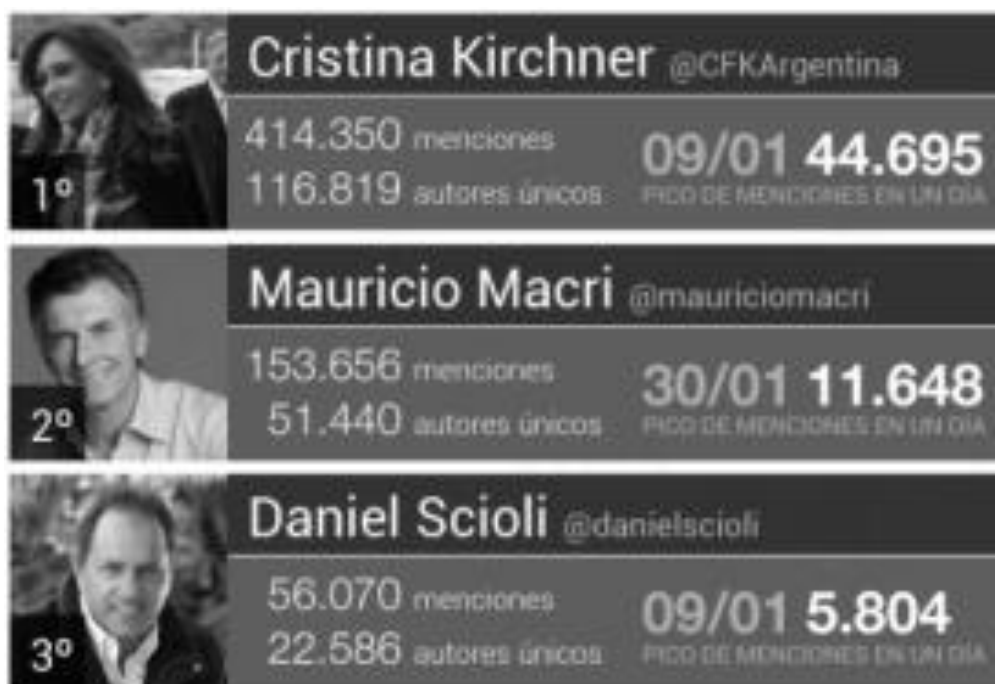 Cristina Kirchner @CFKArgentina
414.350 menciones
116.819 autores únicos
09/01 44.695
PICO DE MENCIONES EN UN DÍA
1º
Mauricio Macri @mauriciomacri
153.656 menciones
51.440 autores únicos
30/01 11.648
PICO DE MENCIONES EN UN DÍA
2º
Daniel Scioli @danielscioli
56.070 menciones
22.586 autores únicos
09/01 5.804
PICO DE MENCIONES EN UN DÍA
3º